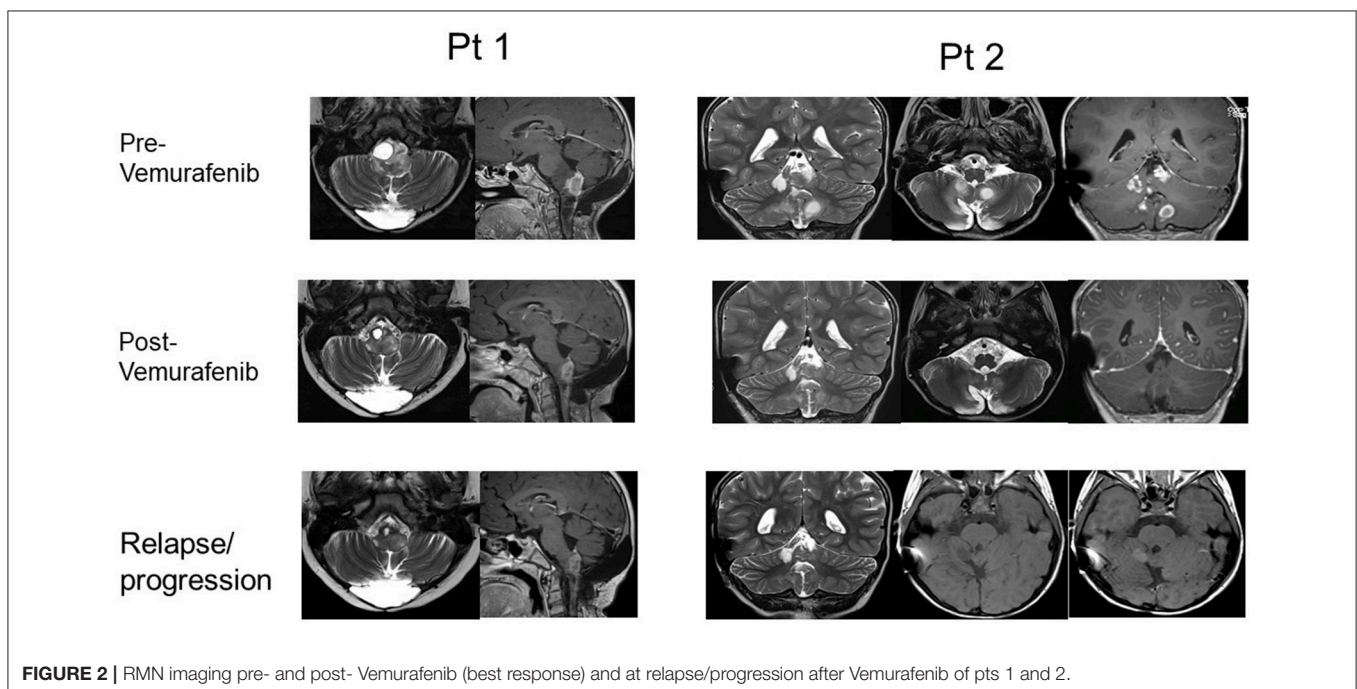 Pt 1
Pt 2
Pre-
Vemurafenib
Post-
Vemurafenib
Relapse/
progression
FIGURE 2 | RMN imaging pre- and post- Vemurafenib (best response) and at relapse/progression after Vemurafenib of pts 1 and 2.